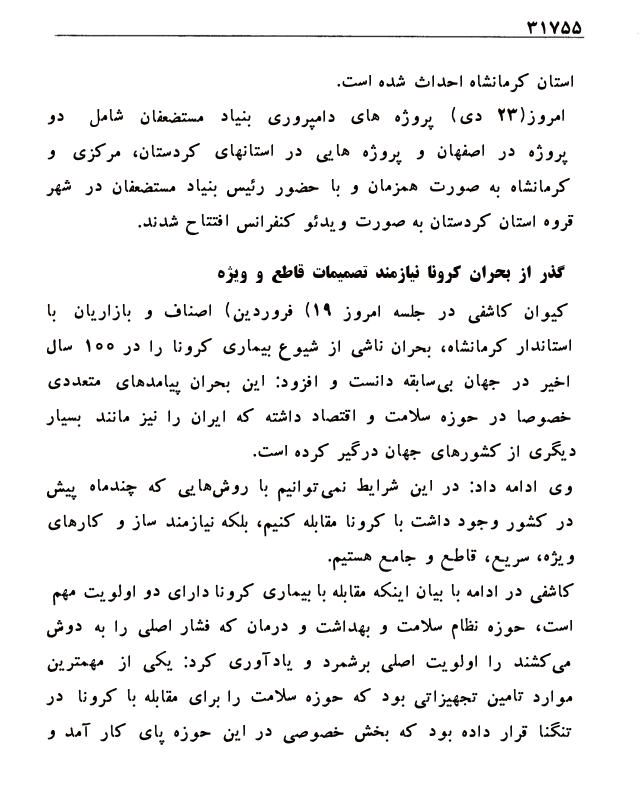 ۳۱۷۵۵
استان کرمانشاه احداث شده است.
امروز(۲۳ دی) پروژه های دامپروری بنیاد مستضعفان شامل دو
پروژه در اصفهان و پروژه هایی در استانهای کردستان، مرکزی و
کرمانشاه به صورت همزمان و با حضور رئیس بنیاد مستضعفان در شهر
قروه استان کردستان به صورت ویدئو کنفرانس افتتاح شدند.
گذر از بحران کرونا نیازمند تصمیمات قاطع و ویژه
کیوان کاشفی در جلسه امروز ۱۹) فروردین) اصناف و بازاریان با
استاندار کرمانشاه، بحران ناشی از شیوع بیماری کرونا را در ۱۰۰ سال
اخیر در جهان بی‌سابقه دانست و افزود: این بحران پیامدهای متعددی
خصوصا در حوزه سلامت و اقتصاد داشته که ایران را نیز مانند بسیار
دیگری از کشورهای جهان درگیر کرده است.
وی ادامه داد: در این شرایط نمی‌توانیم با روش‌هایی که چندماه پیش
در کشور وجود داشت با کرونا مقابله کنیم، بلکه نیازمند ساز و کارهای
ویژه، سریع، قاطع و جامع هستیم.
کاشفی در ادامه با بیان اینکه مقابله با بیماری کرونا دارای دو اولویت مهم
است، حوزه نظام سلامت و بهداشت و درمان که فشار اصلی را به دوش
می‌کشند را اولویت اصلی برشمرد و یادآوری کرد: یکی از مهمترین
موارد تامین تجهیزاتی بود که حوزه سلامت را برای مقابله با کرونا در
تنگنا قرار داده بود که بخش خصوصی در این حوزه پای کار آمد و